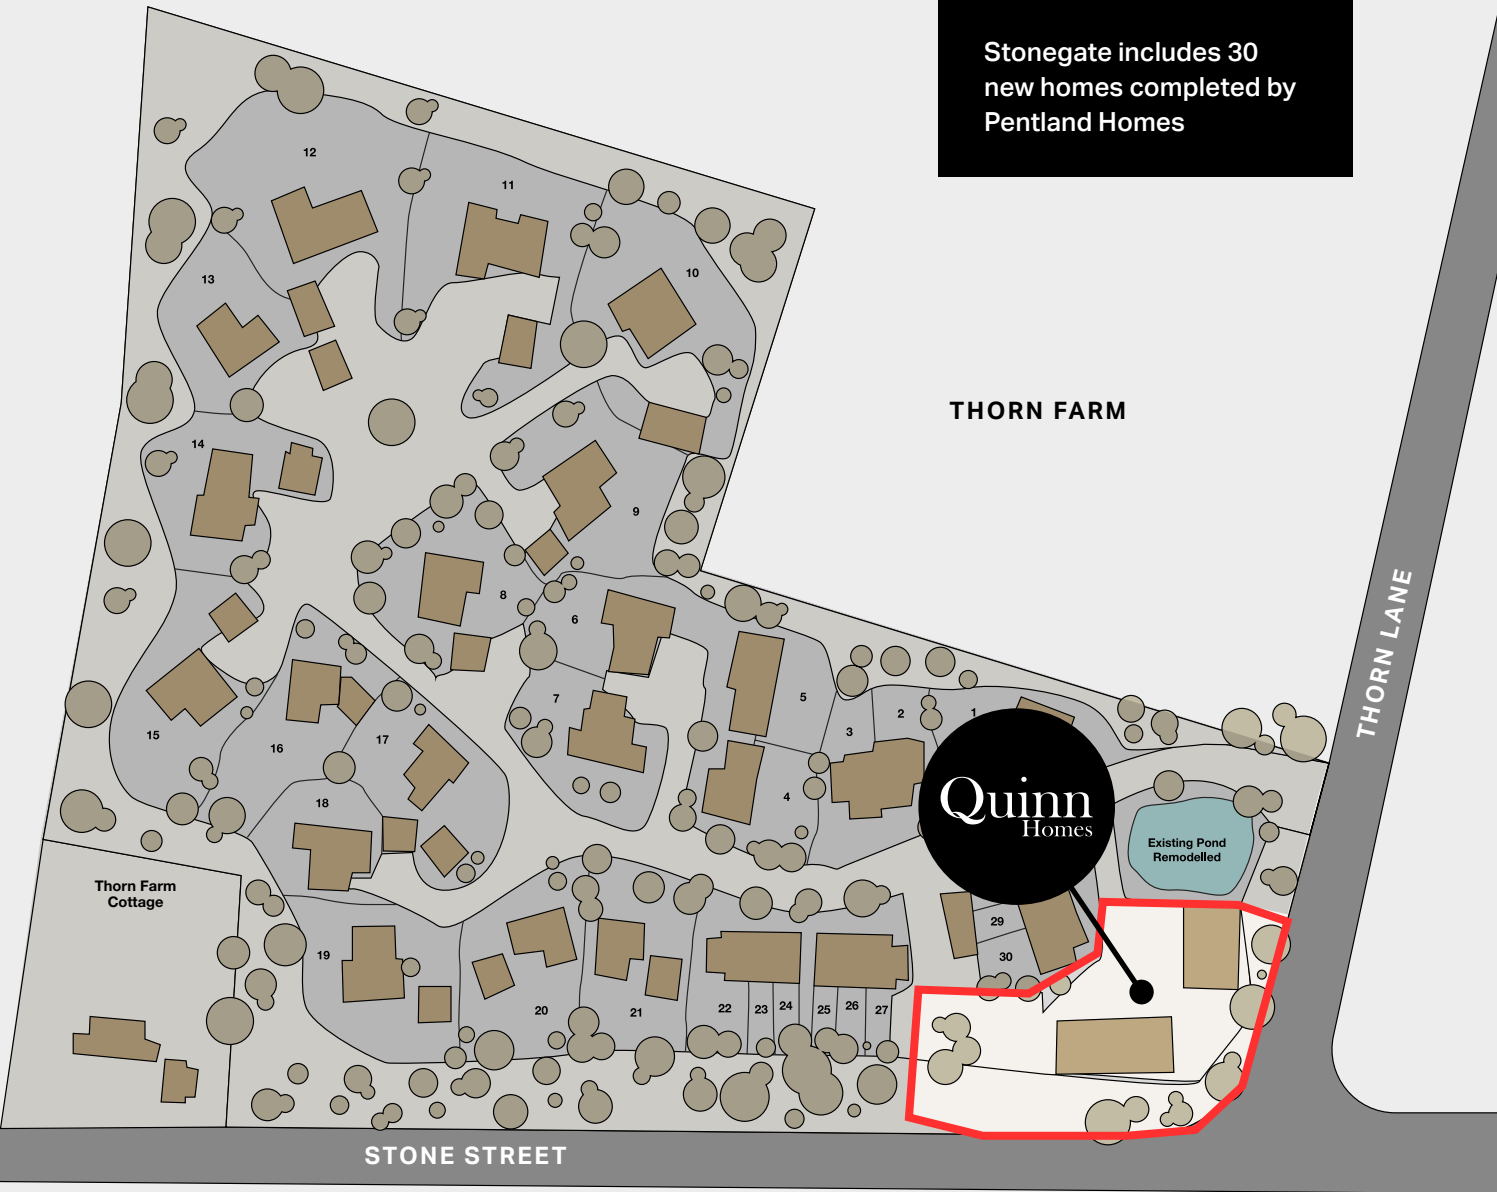 Stonegate includes 30
new homes completed by
Pentland Homes
12
11
13
10
THORN FARM
14
9
8
6
THORN LANE
7
5
2
1
3
15
16
17
4
18
Quinn
Homes
Existing Pond
Remodelled
Thorn Farm
Cottage
29
30
19
20
21
22
23
24
25
26
27
STONE STREET